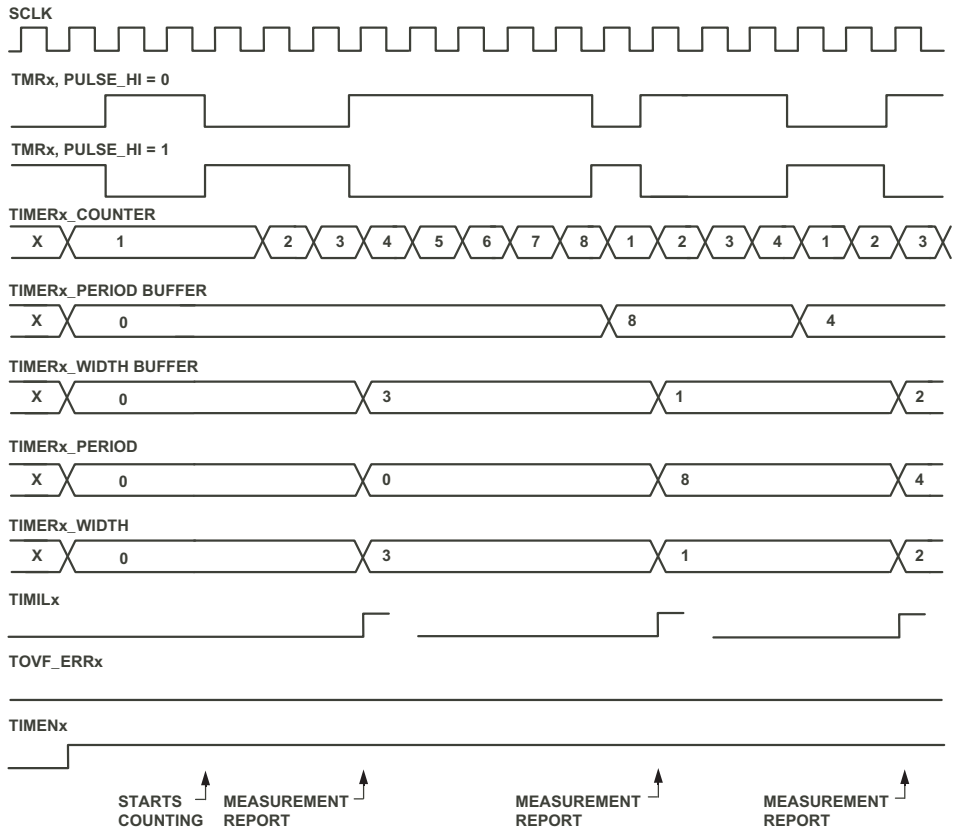 SCLK
TMRx, PULSE_HI = 0
TMRx, PULSE_HI = 1
TIMERx_COUNTER
X 1 2 3 4 5 6 7 8 1 2 3 4 1 2 3
TIMERx_PERIOD BUFFER
X 0 8 4
TIMERx_WIDTH BUFFER
X 0 3 1 2
TIMERx_PERIOD
X 0 0 8 4
TIMERx_WIDTH
X 0 3 1 2
TIMILx
TOVF_ERRx
TIMENx
STARTS MEASUREMENT MEASUREMENT MEASUREMENT
COUNTING REPORT REPORT REPORT